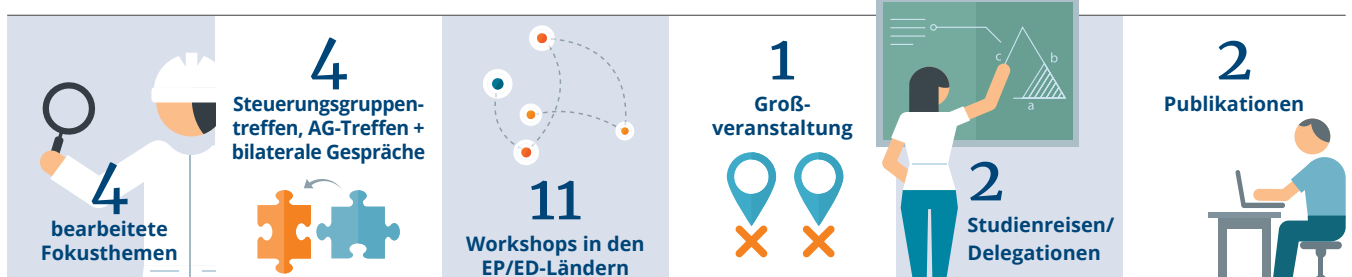 4
bearbeitete
Fokusthemen
4
Steuerungsgruppen-
treffen, AG-Treffen +
bilaterale Gespräche
11
Workshops in den
EP/ED-Ländern
1
Groß-
veranstaltung
c
b
a
2
Studienreisen/
Delegationen
2
Publikationen